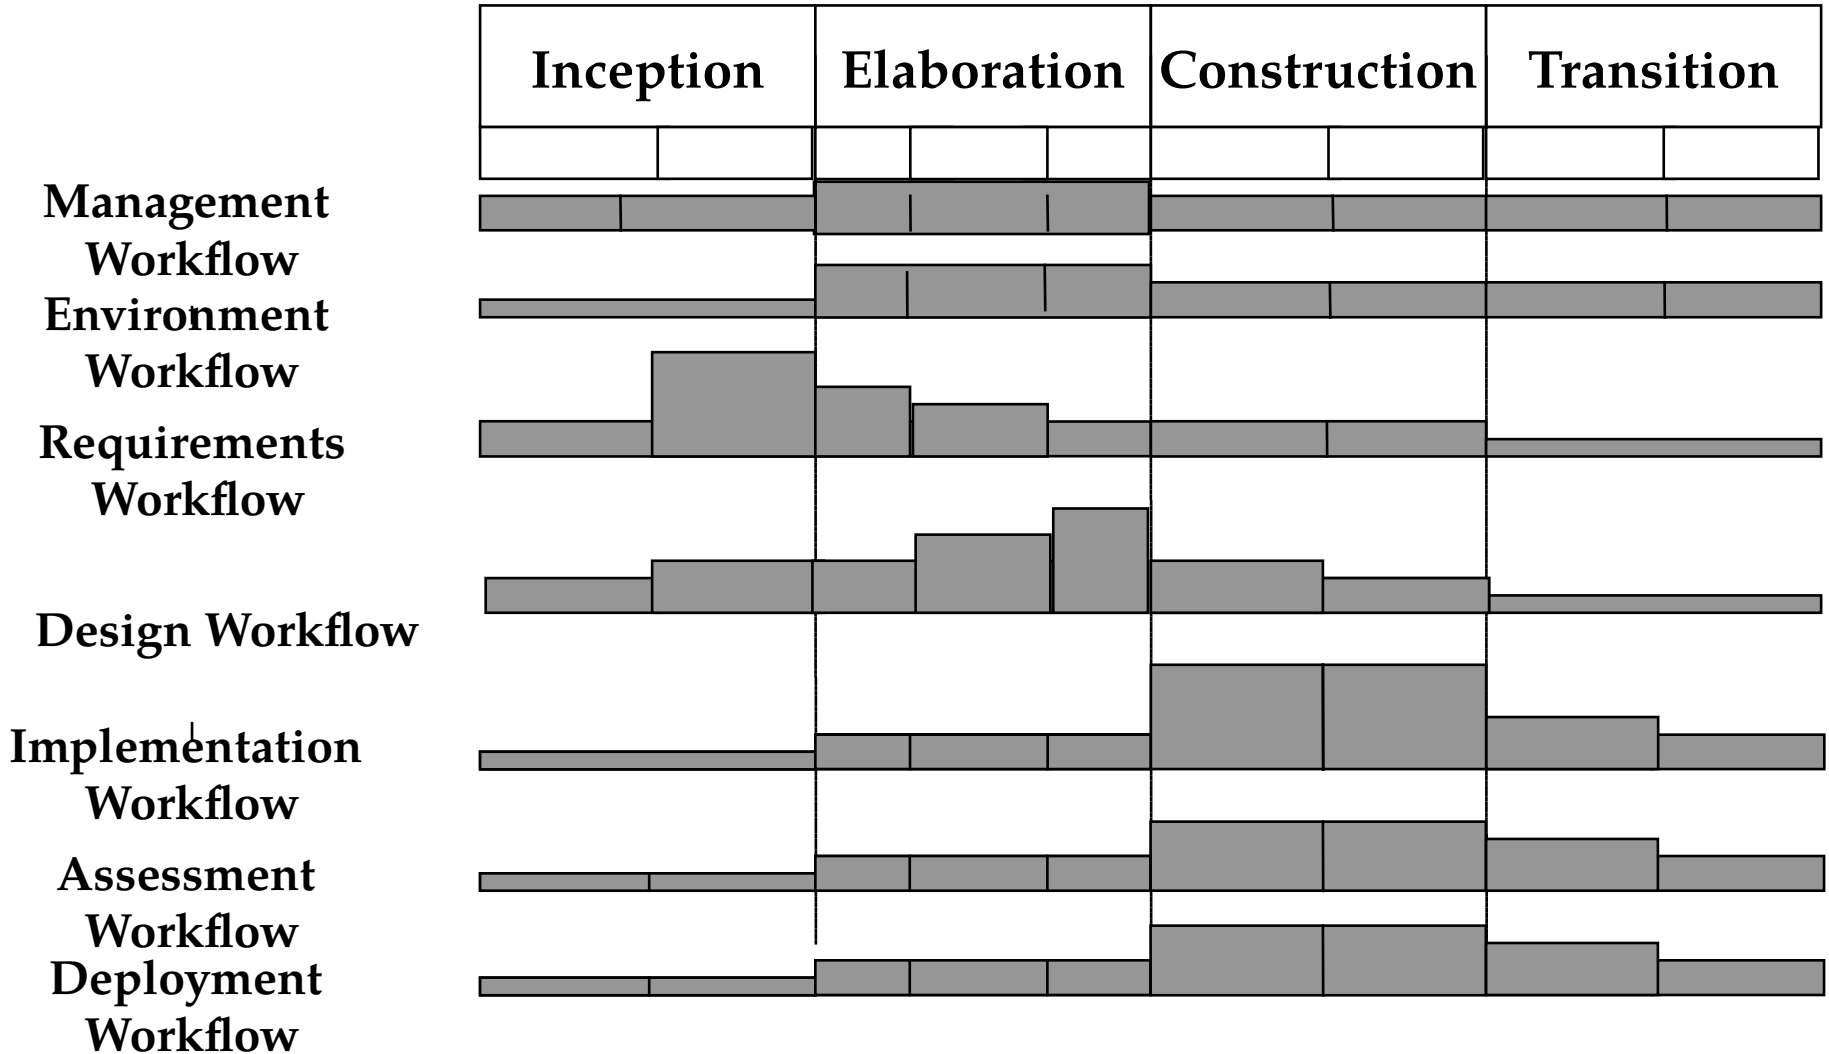 Inception Elaboration Construction Transition
Management
Workflow
Environment
Workflow
Requirements
Workflow
Design Workflow
Implementation
Workflow
Assessment
Workflow
Deployment
Workflow